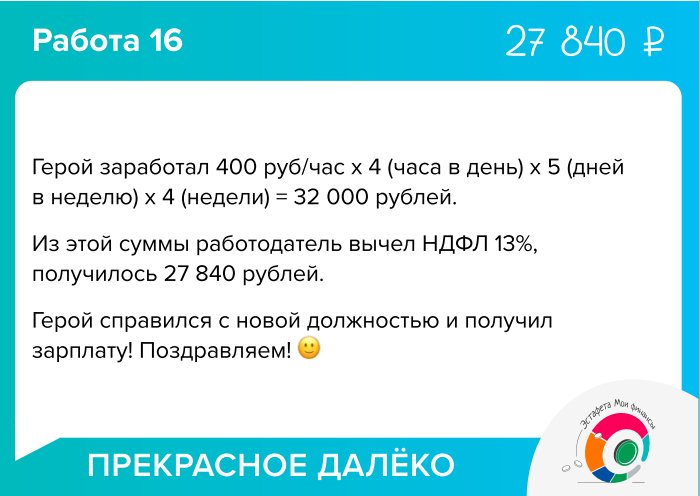 Работа 16
27 840 ₽
Герой заработал 400 руб/час х 4 (часа в день) х 5 (дней
в неделю) х 4 (недели) = 32 000 рублей.
Из этой суммы работодатель вычел НДФЛ 13%,
получилось 27 840 рублей.
Герой справился с новой должностью и получил
зарплату! Поздравляем! 🙂
ПРЕКРАСНОЕ ДАЛЁКО
Эстафета Мои финансы